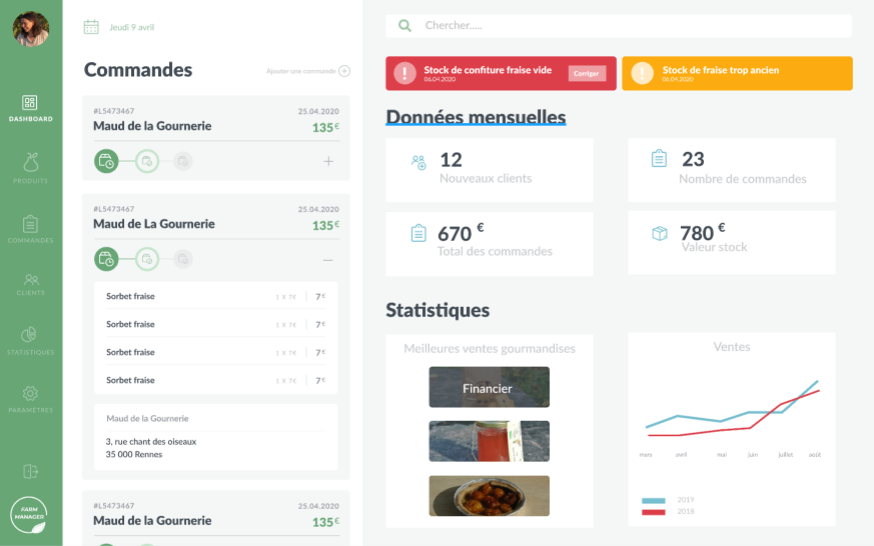 DASHBOARD
PRODUITS
COMMANDES
CLIENTS
STATISTIQUES
PARAMÈTRES
FARM
MANAGER
Jeudi 9 avril
Commandes
Ajouter une commande
#L5473467
25.04.2020
Maud de la Gournerie
135€
#L5473467
25.04.2020
Maud de La Gournerie
135€
Sorbet fraise 1 X 7€ 7€
Sorbet fraise 1 X 7€ 7€
Sorbet fraise 1 X 7€ 7€
Sorbet fraise 1 X 7€ 7€
Maud de la Gournerie
3, rue chant des oiseaux
35 000 Rennes
#L5473467
25.04.2020
Maud de la Gournerie
135€
Chercher.....
Stock de confiture fraise vide
06.04.2020
Corriger
Stock de fraise trop ancien
06.04.2020
Données mensuelles
12
Nouveaux clients
23
Nombre de commandes
670 €
Total des commandes
780 €
Valeur stock
Statistiques
Meilleures ventes gourmandises
Financier
Ventes
mars avril mai juin juillet août
2019
2018